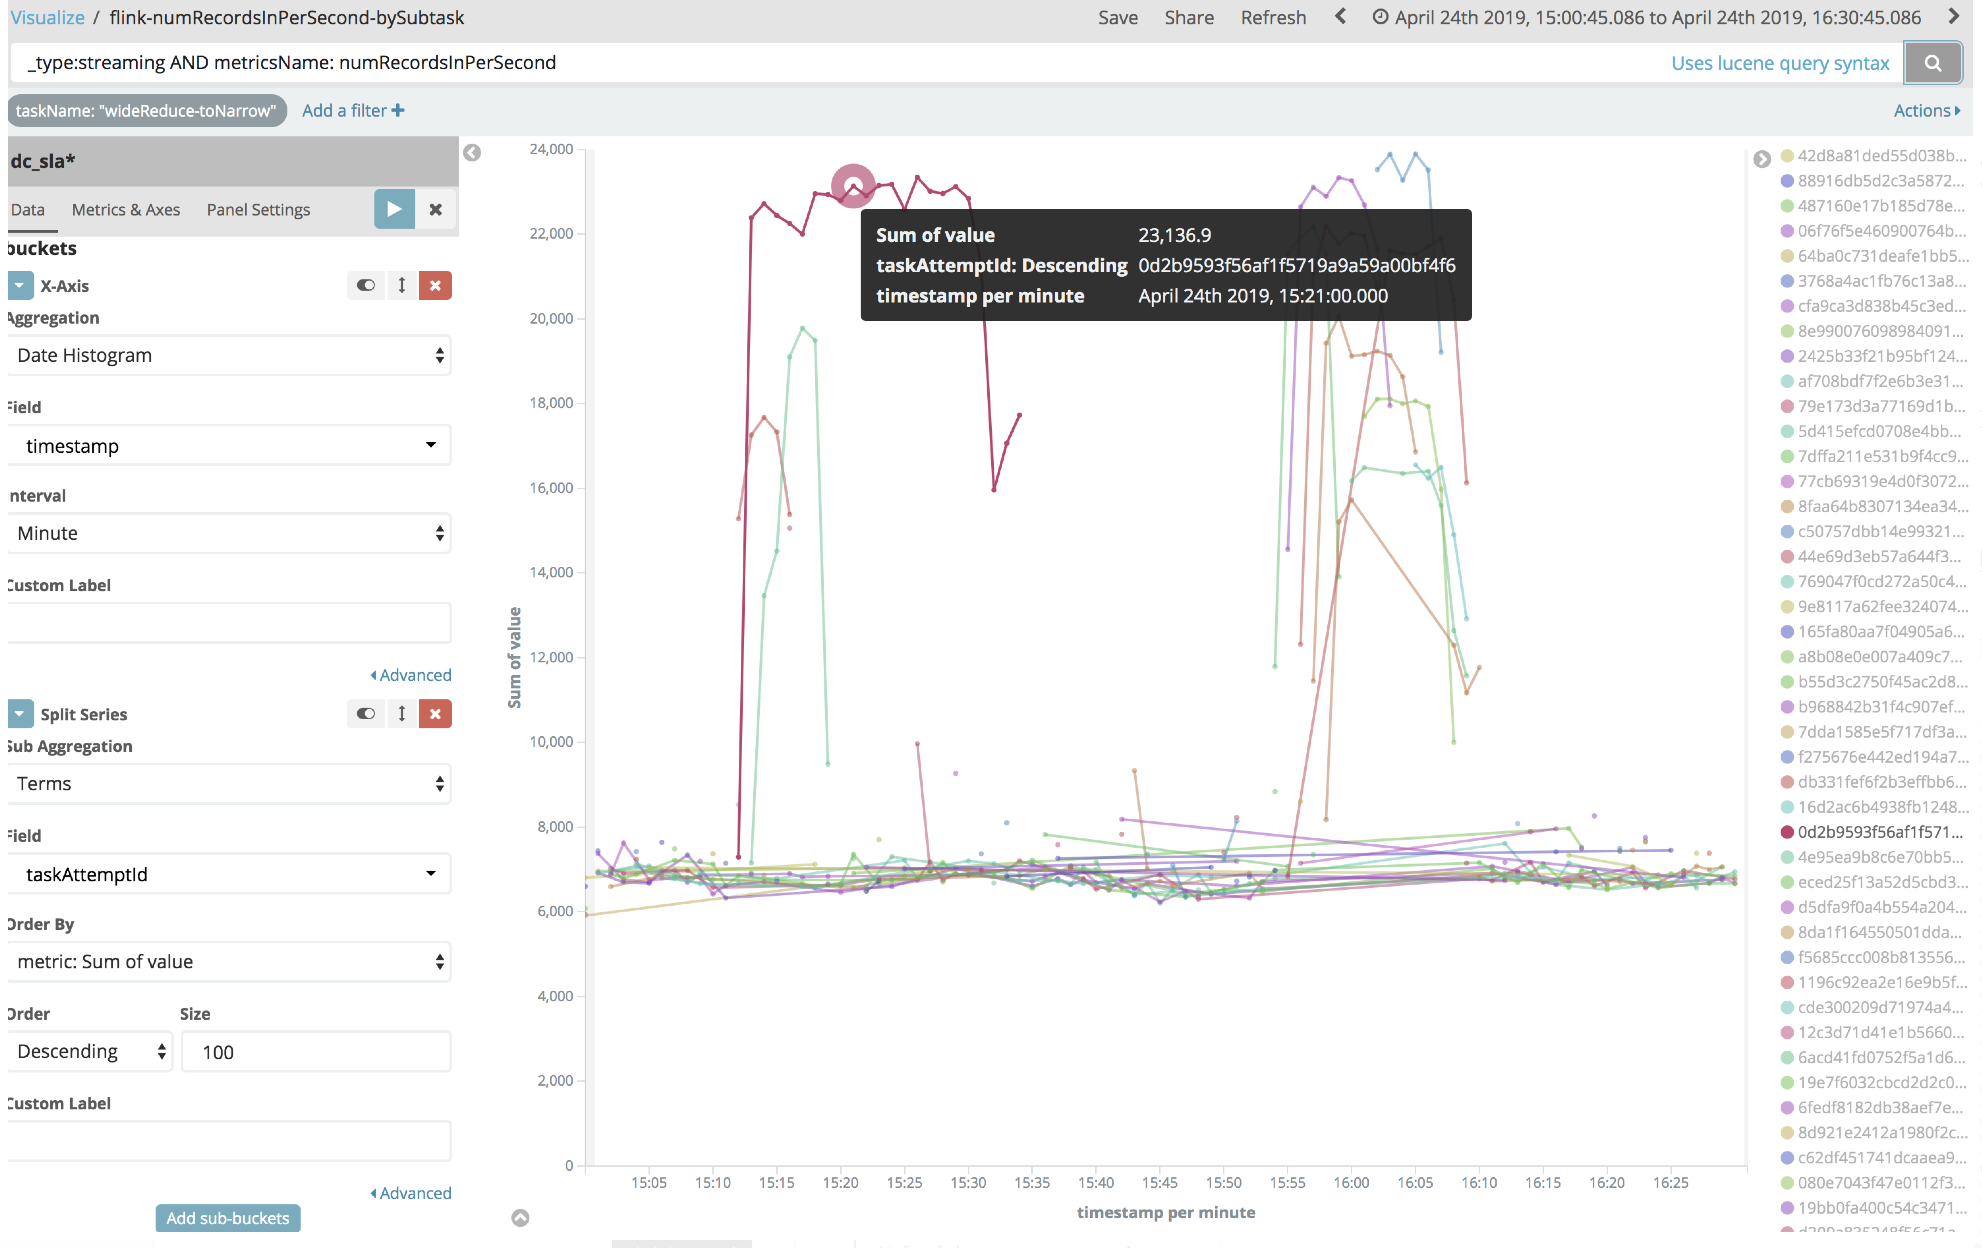 Visualize / flink-numRecordsInPerSecond-bySubtask
Save Share Refresh April 24th 2019, 15:00:45.086 to April 24th 2019, 16:30:45.086
_type:streaming AND metricsName: numRecordsInPerSecond
Uses lucene query syntax
taskName: "wideReduce-toNarrow"
Add a filter +
Actions
dc_sla*
Data Metrics & Axes Panel Settings
buckets
X-Axis
Aggregation
Date Histogram
Field
timestamp
nterval
Minute
Custom Label
Advanced
Split Series
Sub Aggregation
Terms
Field
taskAttemptId
Order By
metric: Sum of value
Order Size
Descending 100
Custom Label
Advanced
Add sub-buckets
Sum of value
24,000
22,000
20,000
18,000
16,000
14,000
12,000
10,000
8,000
6,000
4,000
2,000
0
15:05 15:10 15:15 15:20 15:25 15:30 15:35 15:40 15:45 15:50 15:55 16:00 16:05 16:10 16:15 16:20 16:25
timestamp per minute
Sum of value 23,136.9
taskAttemptId: Descending 0d2b9593f56af1f5719a9a59a00bf4f6
timestamp per minute April 24th 2019, 15:21:00.000
42d8a81ded55d038b...
88916db5d2c3a5872...
487160e17b185d78e...
06f76f5e460900764b...
64ba0c731deafe1bb5...
3768a4ac1fb76c13a8...
cfa9ca3d838b45c3ed...
8e990076098984091...
2425b33f21b95bf124...
af708bdf7f2e6b3e31...
79e173d3a77169d1b...
5d415efcd0708e4bb...
7dffa211e531b9f4cc9...
77cb69319e4d0f3072...
8faa64b8307134ea34...
c50757dbb14e99321...
44e69d3eb57a644f3...
769047f0cd272a50c4...
9e8117a62fee324074...
165fa80aa7f04905a6...
a8b08e0e007a409c7...
b55d3c2750f45ac2d8...
b968842b31f4c907ef...
7dda1585e5f717df3a...
f275676e442ed194a7...
db331fef6f2b3effbb6...
16d2ac6b4938fb1248...
0d2b9593f56af1f571...
4e95ea9b8c6e70bb5...
eced25f13a52d5cbd3...
d5dfa9f0a4b554a204...
8da1f164550501dda...
f5685ccc008b813556...
1196c92ea2e16e9b5f...
cde300209d71974a4...
12c3d71d41e1b5660...
6acd41fd0752f5a1d6...
19e7f6032cbcd2d2c0...
6fedf8182db38aef7e...
8d921e2412a1980f2c...
c62df451741dcaaea9...
080e7043f47e0112f3...
19bb0fa400c54c3471...